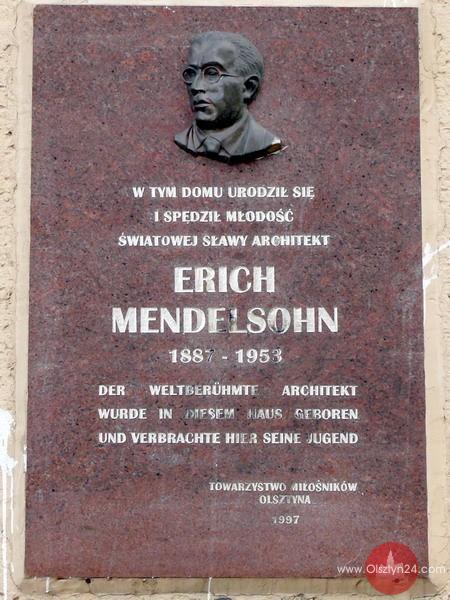 W TYM DOMU URODZIŁ SIĘ
I SPĘDZIŁ MŁODOŚĆ
ŚWIATOWEJ SŁAWY ARCHITEKT
ERICH
MENDELSOHN
1887 - 1953
DER WELTBERÜHMTE ARCHITEKT
WURDE IN DIESEM HAUS GEBOREN
UND VERBRACHTE HIER SEINE JUGEND
TOWARZYSTWO MIŁOŚNIKÓW
OLSZTYNA
1997
www.Olsztyn24.com